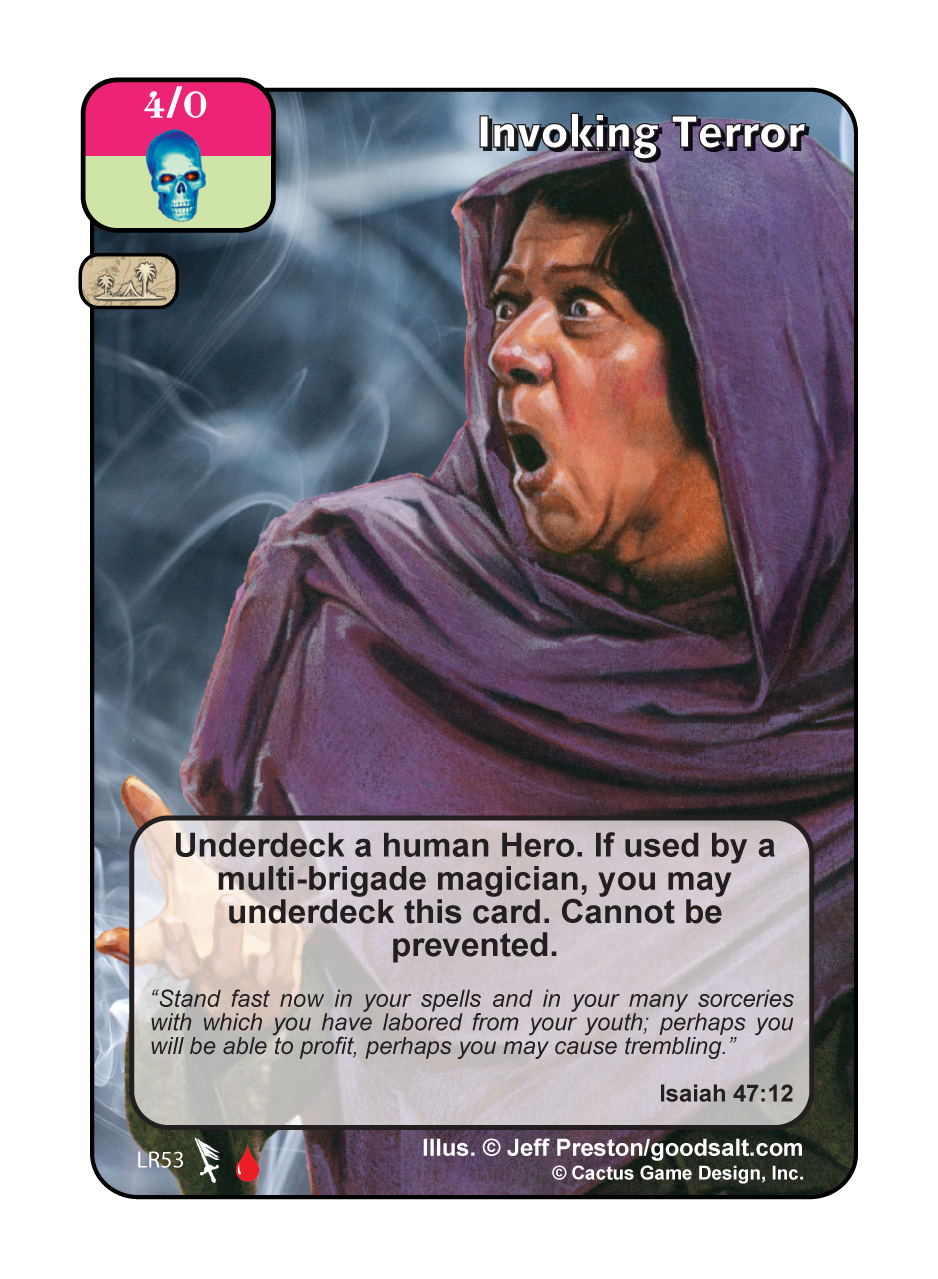 4/0
Invoking Terror
Underdeck a human Hero. If used by a
multi-brigade magician, you may
underdeck this card. Cannot be
prevented.
“Stand fast now in your spells and in your many sorceries
with which you have labored from your youth; perhaps you
will be able to profit, perhaps you may cause trembling.”
Isaiah 47:12
LR53
Illus. © Jeff Preston/goodsalt.com
© Cactus Game Design, Inc.